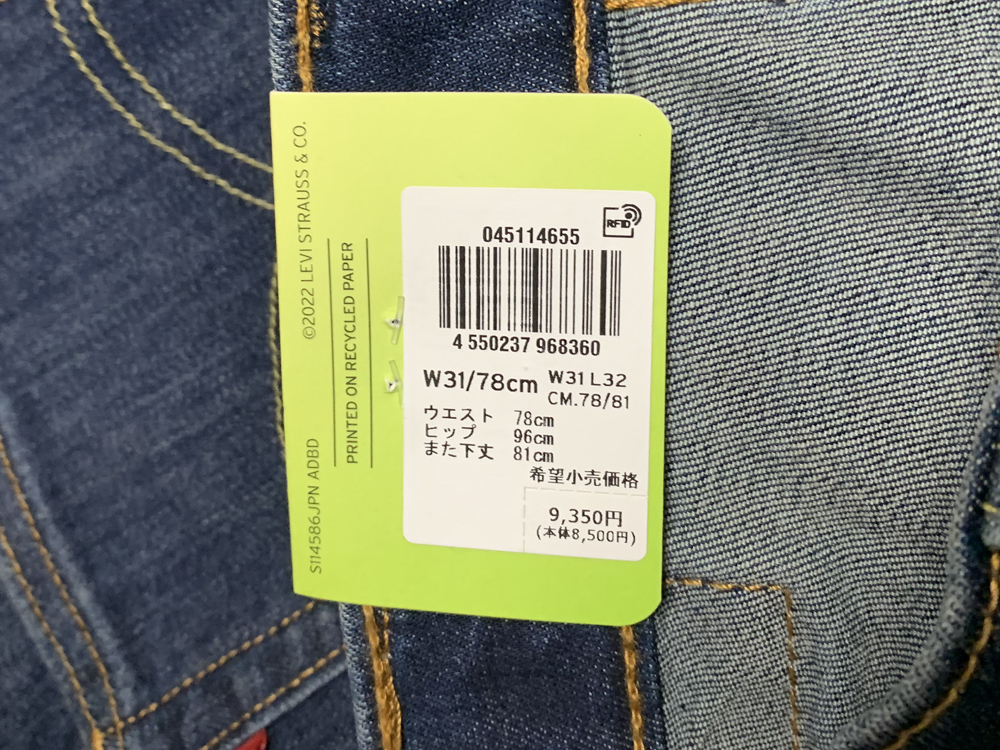 ©2022 LEVI STRAUSS & CO.
PRINTED ON RECYCLED PAPER
S114586JPN ADBD
RFID
045114655
4 550237 968360
W31/78cm W31 L32
CM.78/81
ウエスト 78cm
ヒップ 96cm
また下丈 81cm
希望小売価格
9,350円
(本体8,500円)